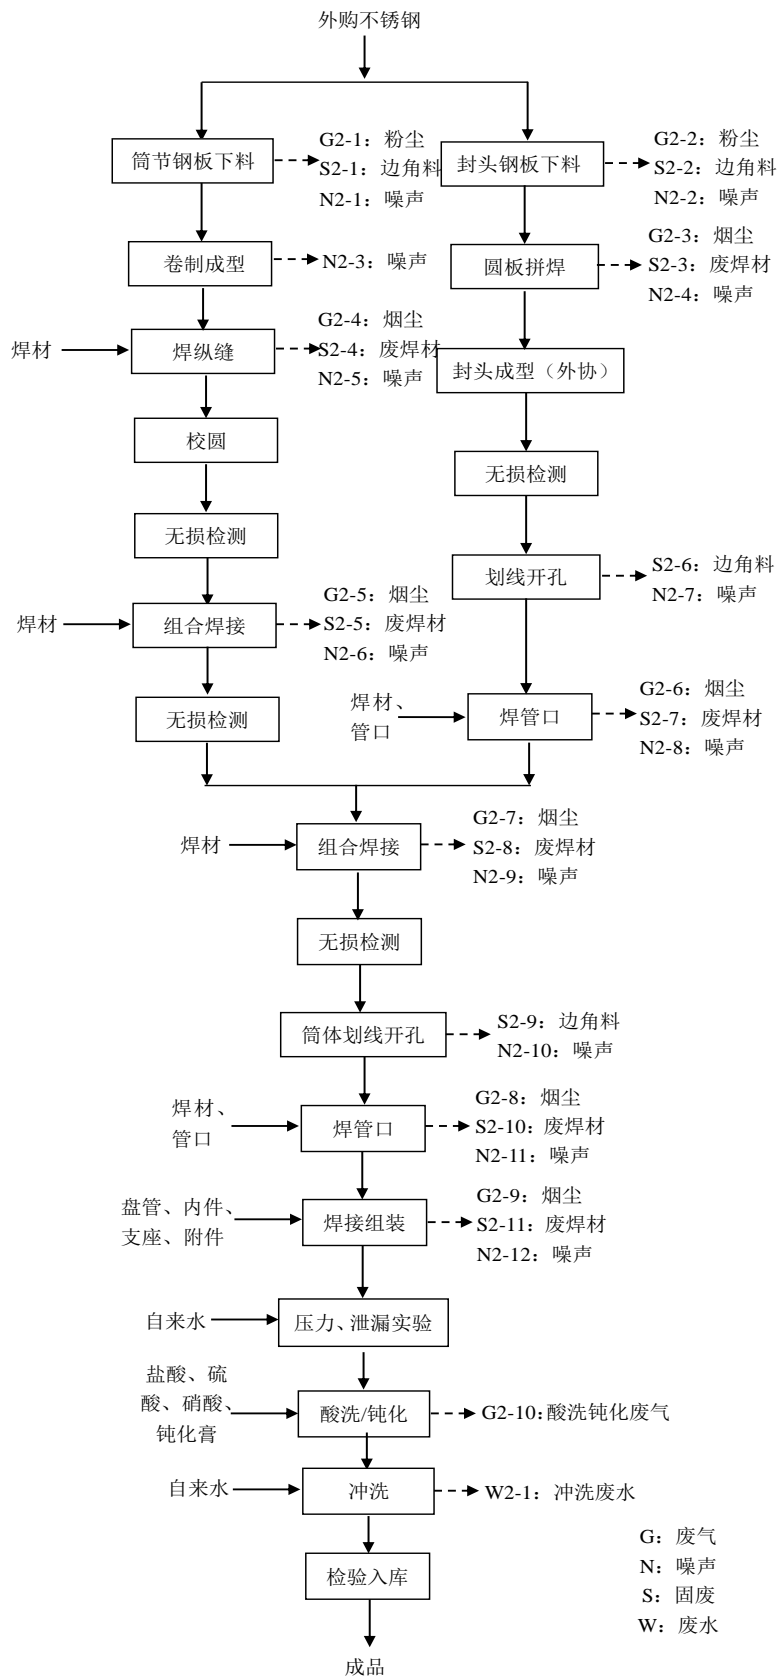 外购不锈钢
筒节钢板下料
G2-1：粉尘
S2-1：边角料
N2-1：噪声
封头钢板下料
G2-2：粉尘
S2-2：边角料
N2-2：噪声
卷制成型
N2-3：噪声
圆板拼焊
G2-3：烟尘
S2-3：废焊材
N2-4：噪声
焊材
焊纵缝
G2-4：烟尘
S2-4：废焊材
N2-5：噪声
封头成型（外协）
校圆
无损检测
无损检测
划线开孔
S2-6：边角料
N2-7：噪声
焊材
组合焊接
G2-5：烟尘
S2-5：废焊材
N2-6：噪声
无损检测
焊材、
管口
焊管口
G2-6：烟尘
S2-7：废焊材
N2-8：噪声
焊材
组合焊接
G2-7：烟尘
S2-8：废焊材
N2-9：噪声
无损检测
筒体划线开孔
S2-9：边角料
N2-10：噪声
焊材、
管口
焊管口
G2-8：烟尘
S2-10：废焊材
N2-11：噪声
盘管、内件、
支座、附件
焊接组装
G2-9：烟尘
S2-11：废焊材
N2-12：噪声
自来水
压力、泄漏实验
盐酸、硫
酸、硝酸、
钝化膏
酸洗/钝化
G2-10：酸洗钝化废气
自来水
冲洗
W2-1：冲洗废水
检验入库
成品
G：废气
N：噪声
S：固废
W：废水